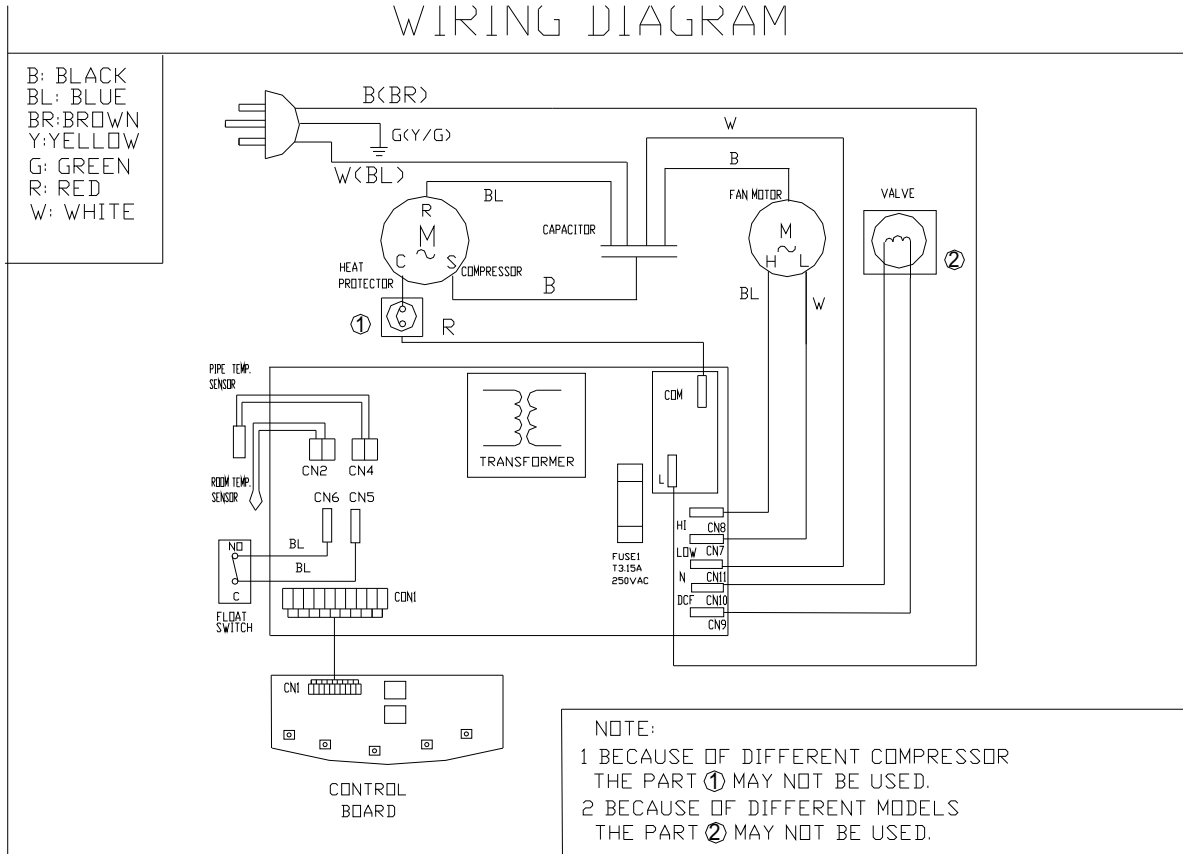 WIRING DIAGRAM
B: BLACK
BL: BLUE
BR:BROWN
Y:YELLOW
G: GREEN
R: RED
W: WHITE
B(BR)
G(Y/G)
W(BL)
W
B
BL
R
M
~
C
S
COMPRESSOR
HEAT
PROTECTOR
1
R
B
CAPACITOR
FAN MOTOR
M
~
H
L
BL
W
VALVE
2
PIPE TEMP.
SENSOR
CN2
CN4
ROOM TEMP.
SENSOR
CN6
CN5
NO
BL
BL
C
FLOAT
SWITCH
CON1
TRANSFORMER
COM
L
FUSE1
T3.15A
250VAC
HI
CN8
LOW
CN7
N
CN11
DCF
CN10
CN9
CN1
CONTROL
BOARD
NOTE:
1 BECAUSE OF DIFFERENT COMPRESSOR
THE PART 1 MAY NOT BE USED.
2 BECAUSE OF DIFFERENT MODELS
THE PART 2 MAY NOT BE USED.